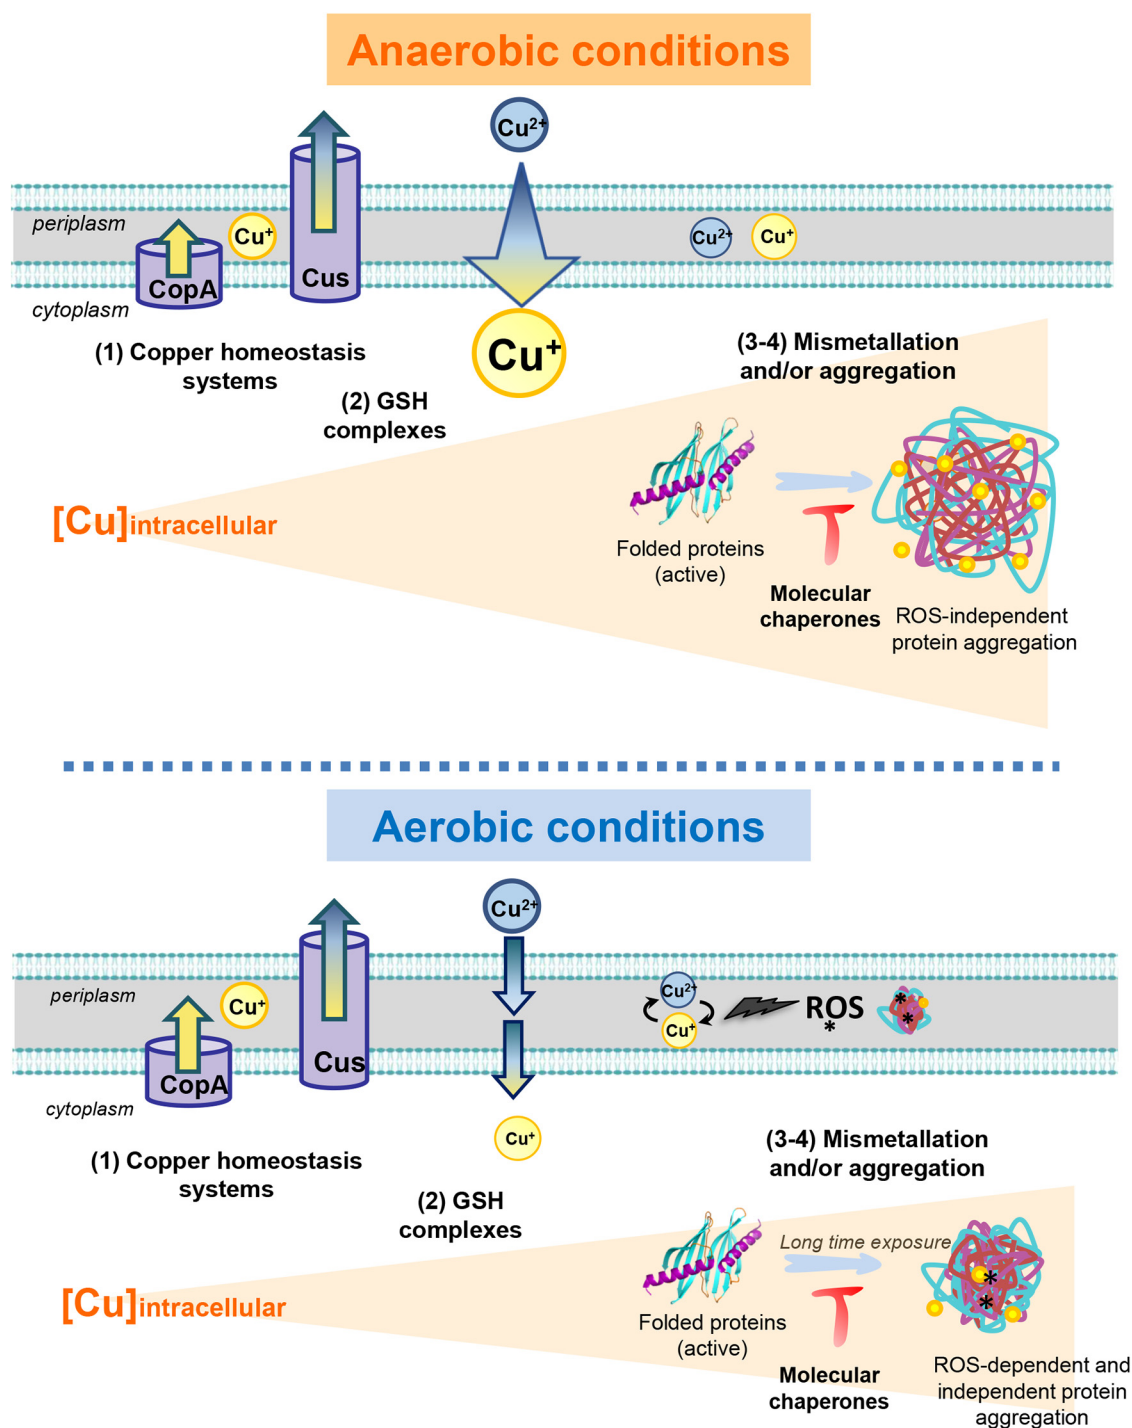 Anaerobic conditions
Cu²⁺
periplasm
Cu⁺
Cu²⁺
Cu⁺
CopA
Cus
cytoplasm
Cu⁺
(1) Copper homeostasis
systems
(2) GSH
complexes
(3-4) Mismetallation
and/or aggregation
[Cu]intracellular
Folded proteins
(active)
Molecular
chaperones
ROS-independent
protein aggregation
Aerobic conditions
Cu²⁺
periplasm
Cu⁺
Cu²⁺
Cu⁺
ROS
*
*
*
CopA
Cus
cytoplasm
Cu⁺
(1) Copper homeostasis
systems
(2) GSH
complexes
(3-4) Mismetallation
and/or aggregation
[Cu]intracellular
Long time exposure
*
*
Folded proteins
(active)
Molecular
chaperones
ROS-dependent and
independent protein
aggregation